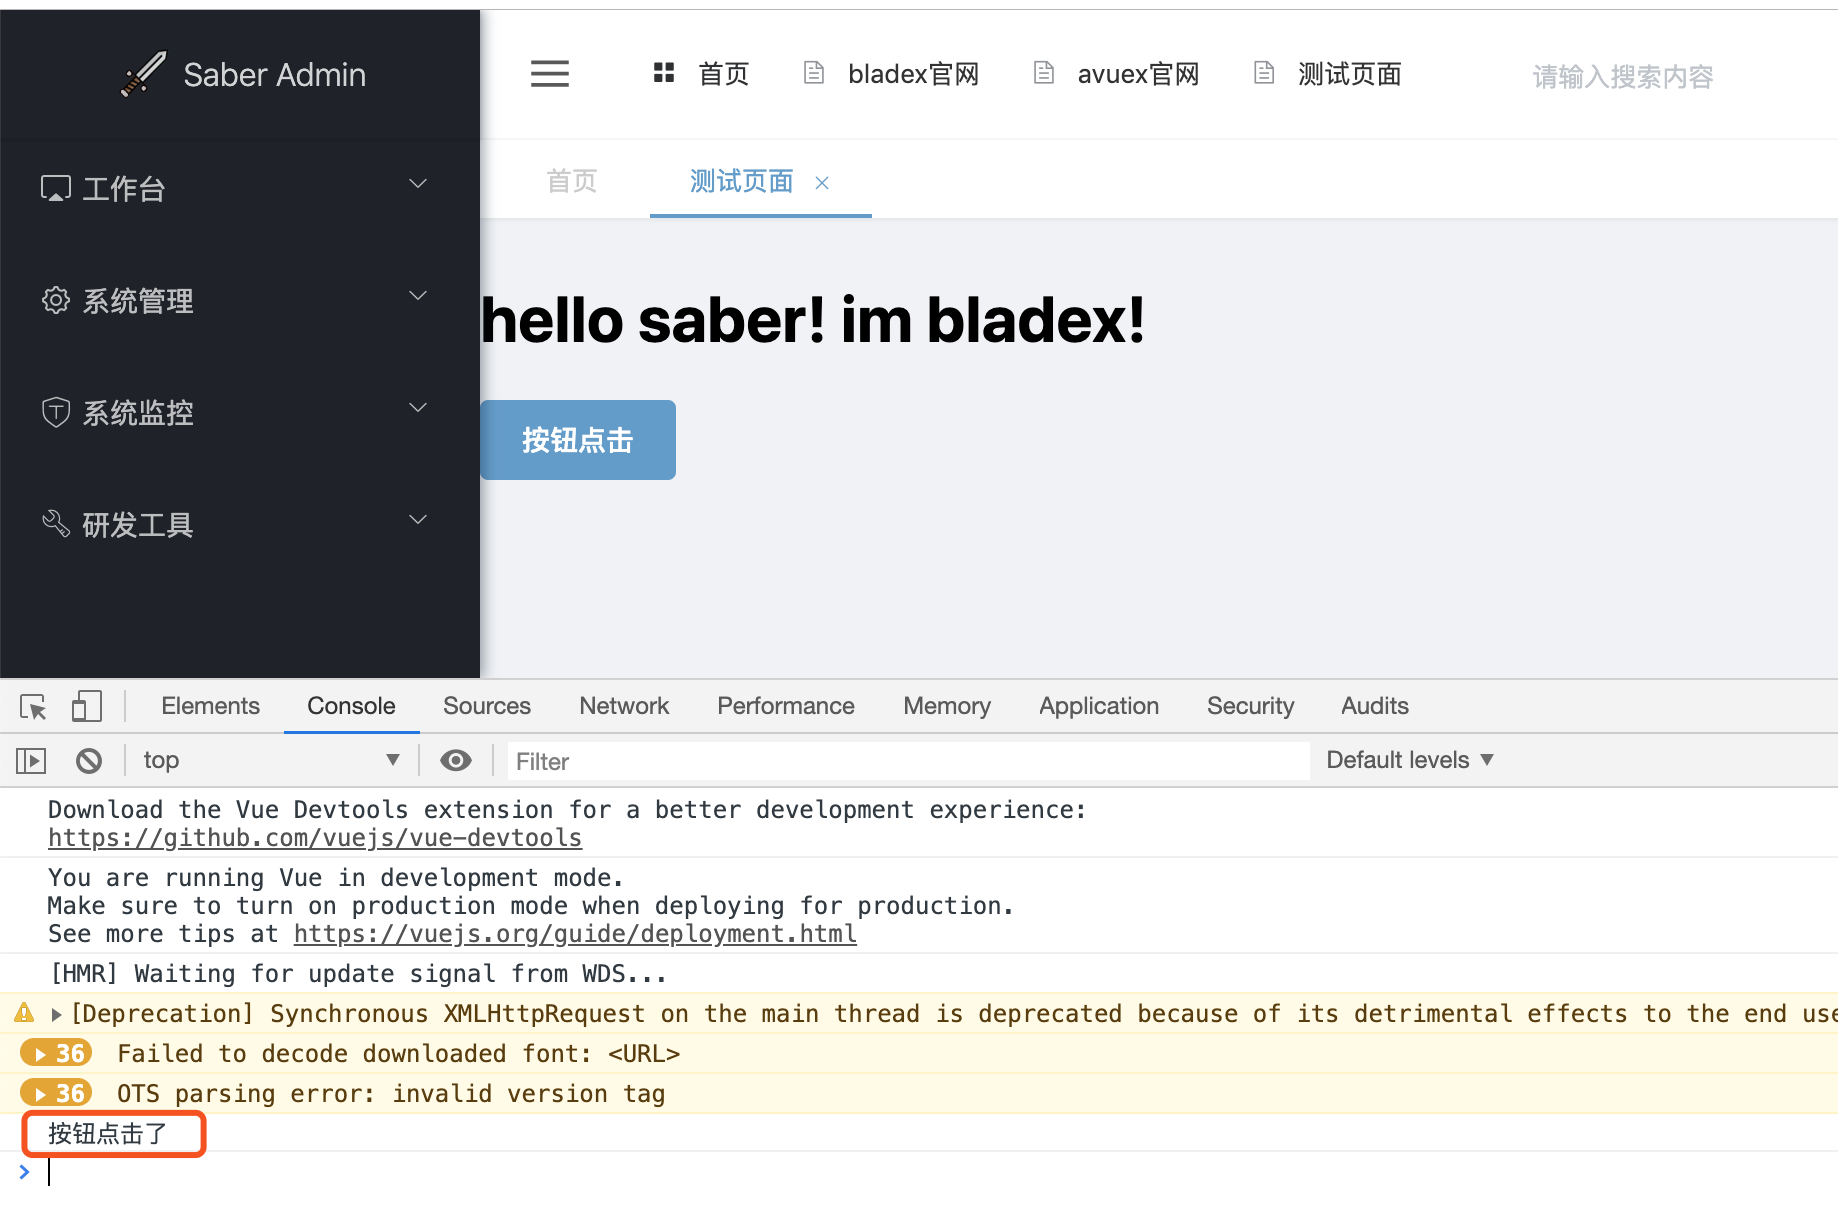 Saber Admin
首页
bladex官网
avuex官网
测试页面
请输入搜索内容
工作台
系统管理
系统监控
研发工具
首页
测试页面
hello saber! im bladex!
按钮点击
Elements Console Sources Network Performance Memory Application Security Audits
top
Filter
Default levels
Download the Vue Devtools extension for a better development experience:
https://github.com/vuejs/vue-devtools
You are running Vue in development mode.
Make sure to turn on production mode when deploying for production.
See more tips at https://vuejs.org/guide/deployment.html
[HMR] Waiting for update signal from WDS...
[Deprecation] Synchronous XMLHttpRequest on the main thread is deprecated because of its detrimental effects to the end use
36 Failed to decode downloaded font: <URL>
36 OTS parsing error: invalid version tag
按钮点击了